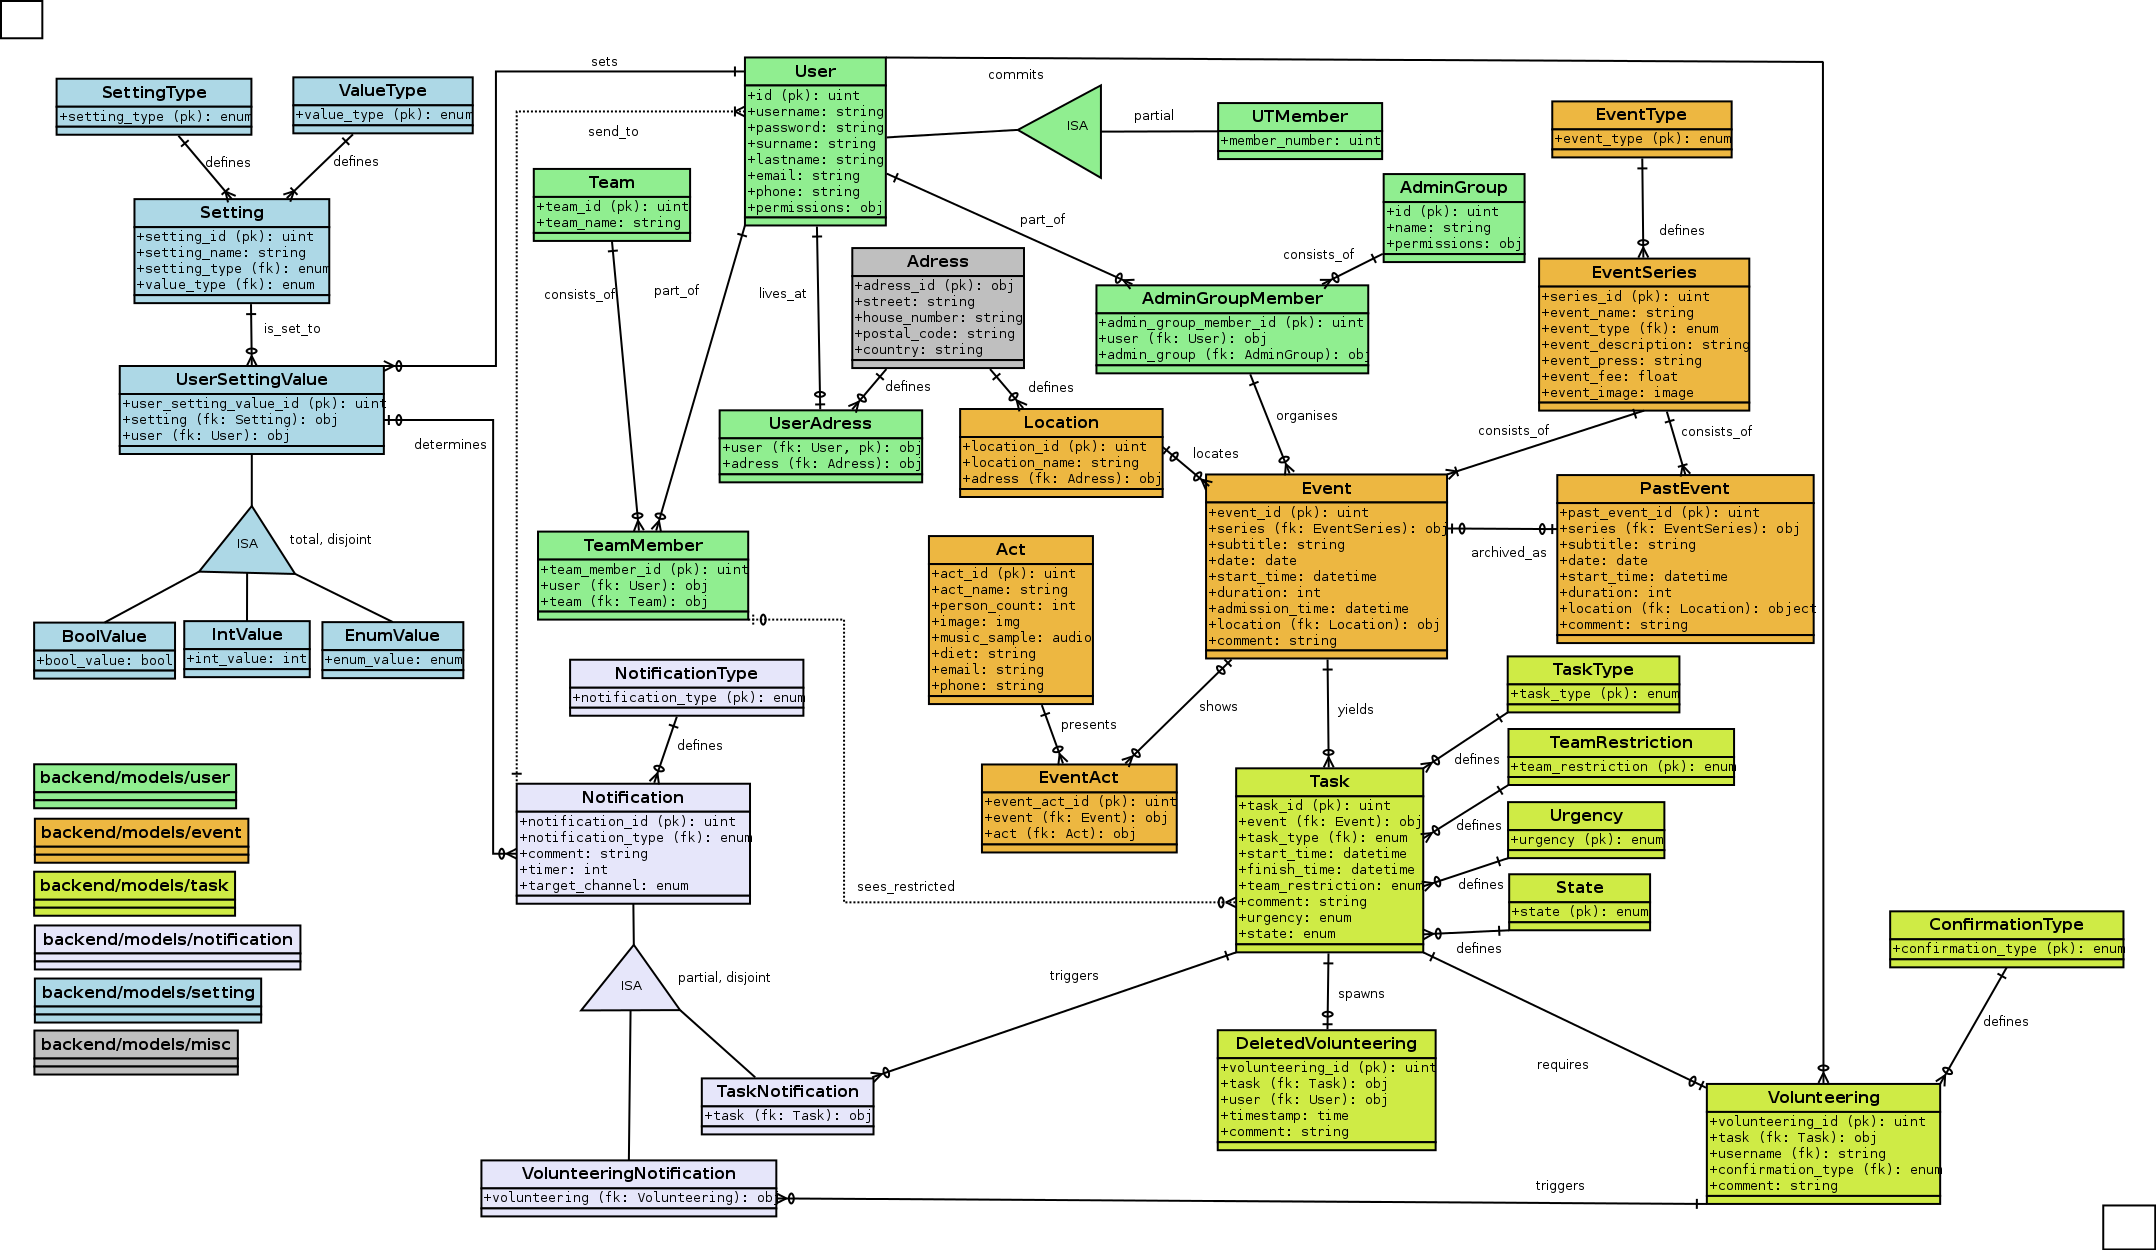 SettingType
+setting_type (pk): enum
ValueType
+value_type (pk): enum
defines
defines
Setting
+setting_id (pk): uint
+setting_name: string
+setting_type (fk): enum
+value_type (fk): enum
is_set_to
UserSettingValue
+user_setting_value_id (pk): uint
+setting (fk: Setting): obj
+user (fk: User): obj
sets
determines
ISA
total, disjoint
BoolValue
+bool_value: bool
IntValue
+int_value: int
EnumValue
+enum_value: enum
User
+id (pk): uint
+username: string
+password: string
+surname: string
+lastname: string
+email: string
+phone: string
+permissions: obj
send_to
commits
ISA
partial
UTMember
+member_number: uint
Team
+team_id (pk): uint
+team_name: string
consists_of
part_of
lives_at
part_of
AdminGroup
+id (pk): uint
+name: string
+permissions: obj
consists_of
Adress
+adress_id (pk): obj
+street: string
+house_number: string
+postal_code: string
+country: string
defines
defines
AdminGroupMember
+admin_group_member_id (pk): uint
+user (fk: User): obj
+admin_group (fk: AdminGroup): obj
organises
EventType
+event_type (pk): enum
defines
EventSeries
+series_id (pk): uint
+event_name: string
+event_type (fk): enum
+event_description: string
+event_press: string
+event_fee: float
+event_image: image
consists_of
consists_of
UserAdress
+user (fk: User, pk): obj
+adress (fk: Adress): obj
Location
+location_id (pk): uint
+location_name: string
+adress (fk: Adress): obj
locates
Event
+event_id (pk): uint
+series (fk: EventSeries): obj
+subtitle: string
+date: date
+start_time: datetime
+duration: int
+admission_time: datetime
+location (fk: Location): obj
+comment: string
archived_as
PastEvent
+past_event_id (pk): uint
+series (fk: EventSeries): obj
+subtitle: string
+date: date
+start_time: datetime
+duration: int
+location (fk: Location): object
+comment: string
TeamMember
+team_member_id (pk): uint
+user (fk: User): obj
+team (fk: Team): obj
Act
+act_id (pk): uint
+act_name: string
+person_count: int
+image: img
+music_sample: audio
+diet: string
+email: string
+phone: string
presents
shows
yields
EventAct
+event_act_id (pk): uint
+event (fk: Event): obj
+act (fk: Act): obj
NotificationType
+notification_type (pk): enum
defines
Notification
+notification_id (pk): uint
+notification_type (fk): enum
+comment: string
+timer: int
+target_channel: enum
sees_restricted
Task
+task_id (pk): uint
+event (fk: Event): obj
+task_type (fk): enum
+start_time: datetime
+finish_time: datetime
+team_restriction: enum
+comment: string
+urgency: enum
+state: enum
TaskType
+task_type (pk): enum
defines
TeamRestriction
+team_restriction (pk): enum
defines
Urgency
+urgency (pk): enum
defines
State
+state (pk): enum
defines
ConfirmationType
+confirmation_type (pk): enum
defines
backend/models/user
backend/models/event
backend/models/task
backend/models/notification
backend/models/setting
backend/models/misc
ISA
partial, disjoint
triggers
spawns
requires
TaskNotification
+task (fk: Task): obj
DeletedVolunteering
+volunteering_id (pk): uint
+task (fk: Task): obj
+user (fk: User): obj
+timestamp: time
+comment: string
Volunteering
+volunteering_id (pk): uint
+task (fk: Task): obj
+username (fk): string
+confirmation_type (fk): enum
+comment: string
VolunteeringNotification
+volunteering (fk: Volunteering): obj
triggers